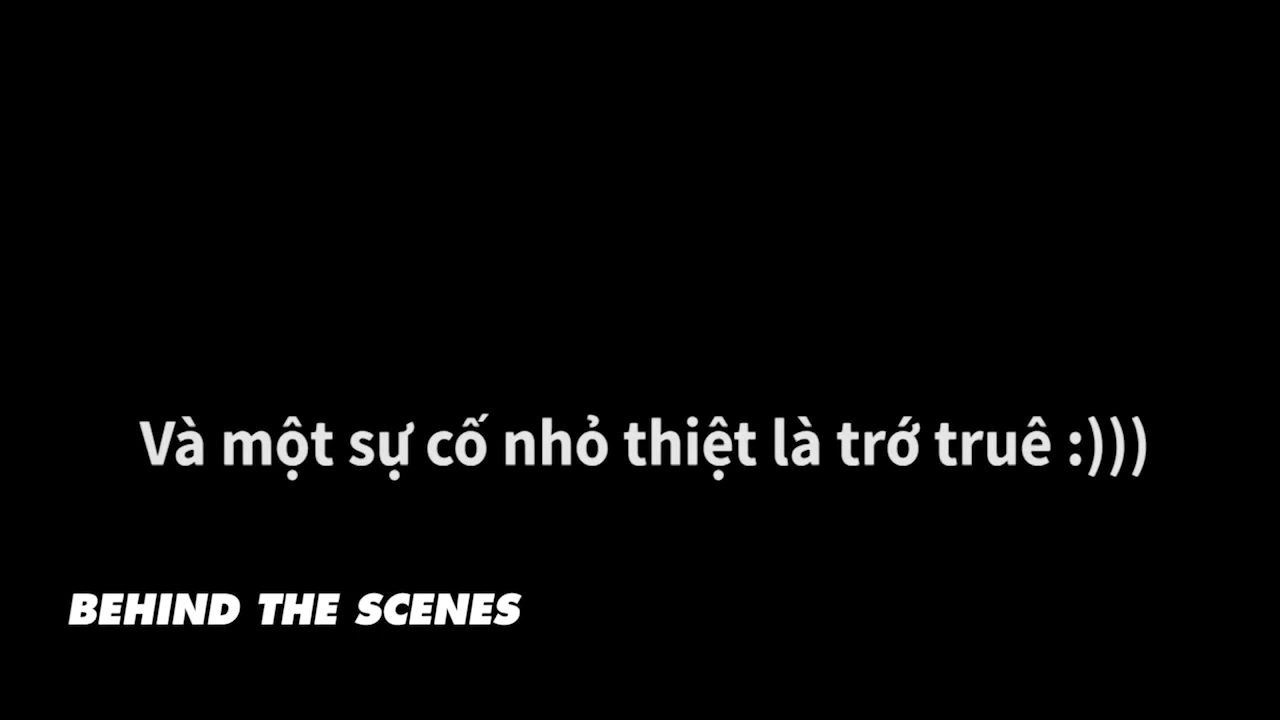 Và một sự cố nhỏ thiệt là trớ truê :)))
BEHIND THE SCENES